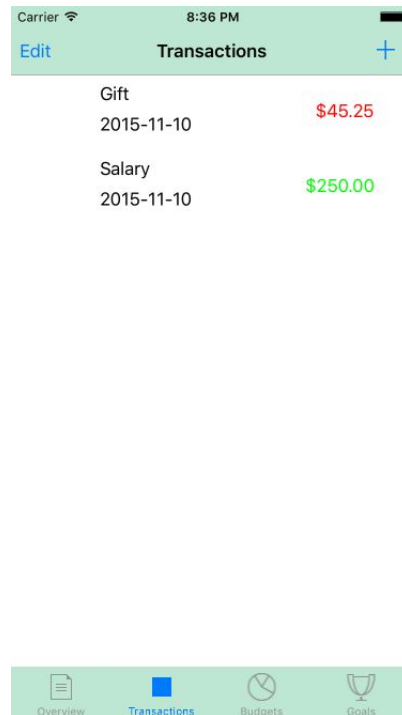 Carrier 8:36 PM
Edit Transactions +
Gift
2015-11-10
$45.25
Salary
2015-11-10
$250.00
Overview Transactions Budgets Goals